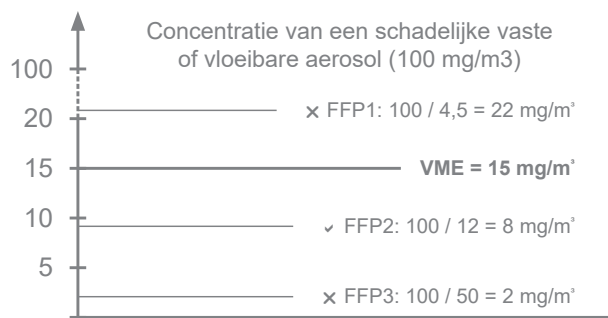 Concentratie van een schadelijke vaste
of vloeibare aerosol (100 mg/m3)
100
× FFP1: 100 / 4,5 = 22 mg/m³
20
15
VME = 15 mg/m³
10
✓ FFP2: 100 / 12 = 8 mg/m³
5
× FFP3: 100 / 50 = 2 mg/m³